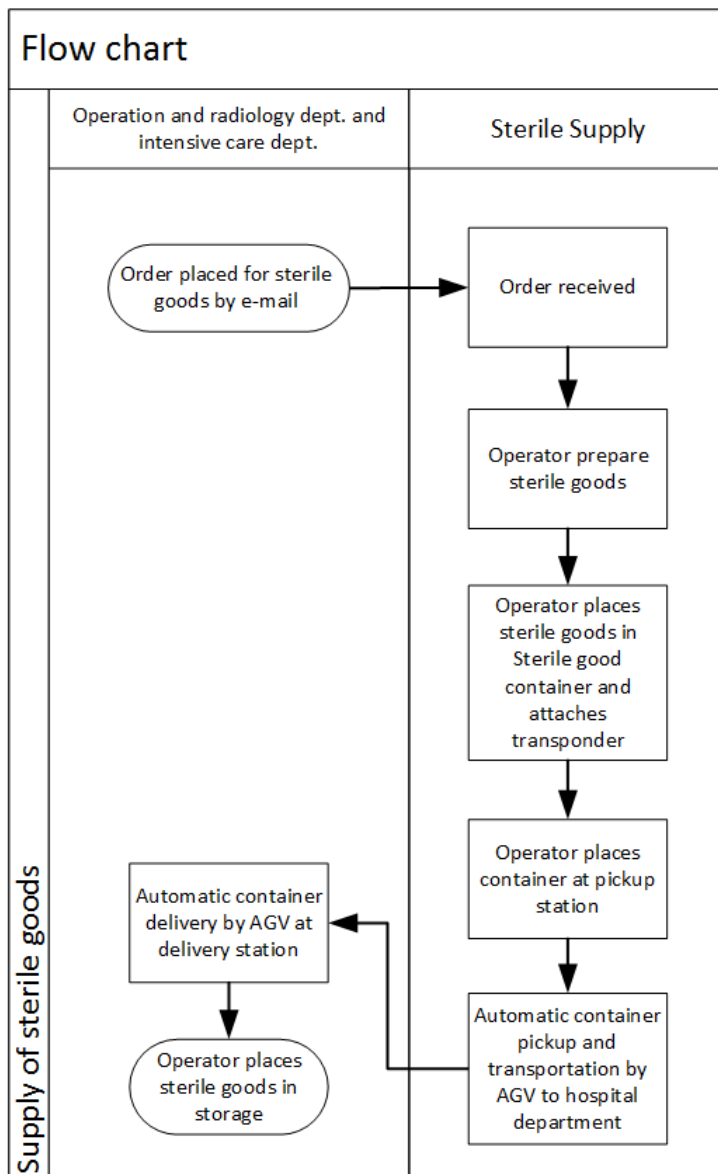 Flow chart
Operation and radiology dept. and
intensive care dept.
Sterile Supply
Supply of sterile goods
Order placed for sterile
goods by e-mail
Order received
Operator prepare
sterile goods
Operator places
sterile goods in
Sterile good
container and
attaches
transponder
Operator places
container at pickup
station
Automatic container
pickup and
transportation by
AGV to hospital
department
Automatic container
delivery by AGV at
delivery station
Operator places
sterile goods in
storage